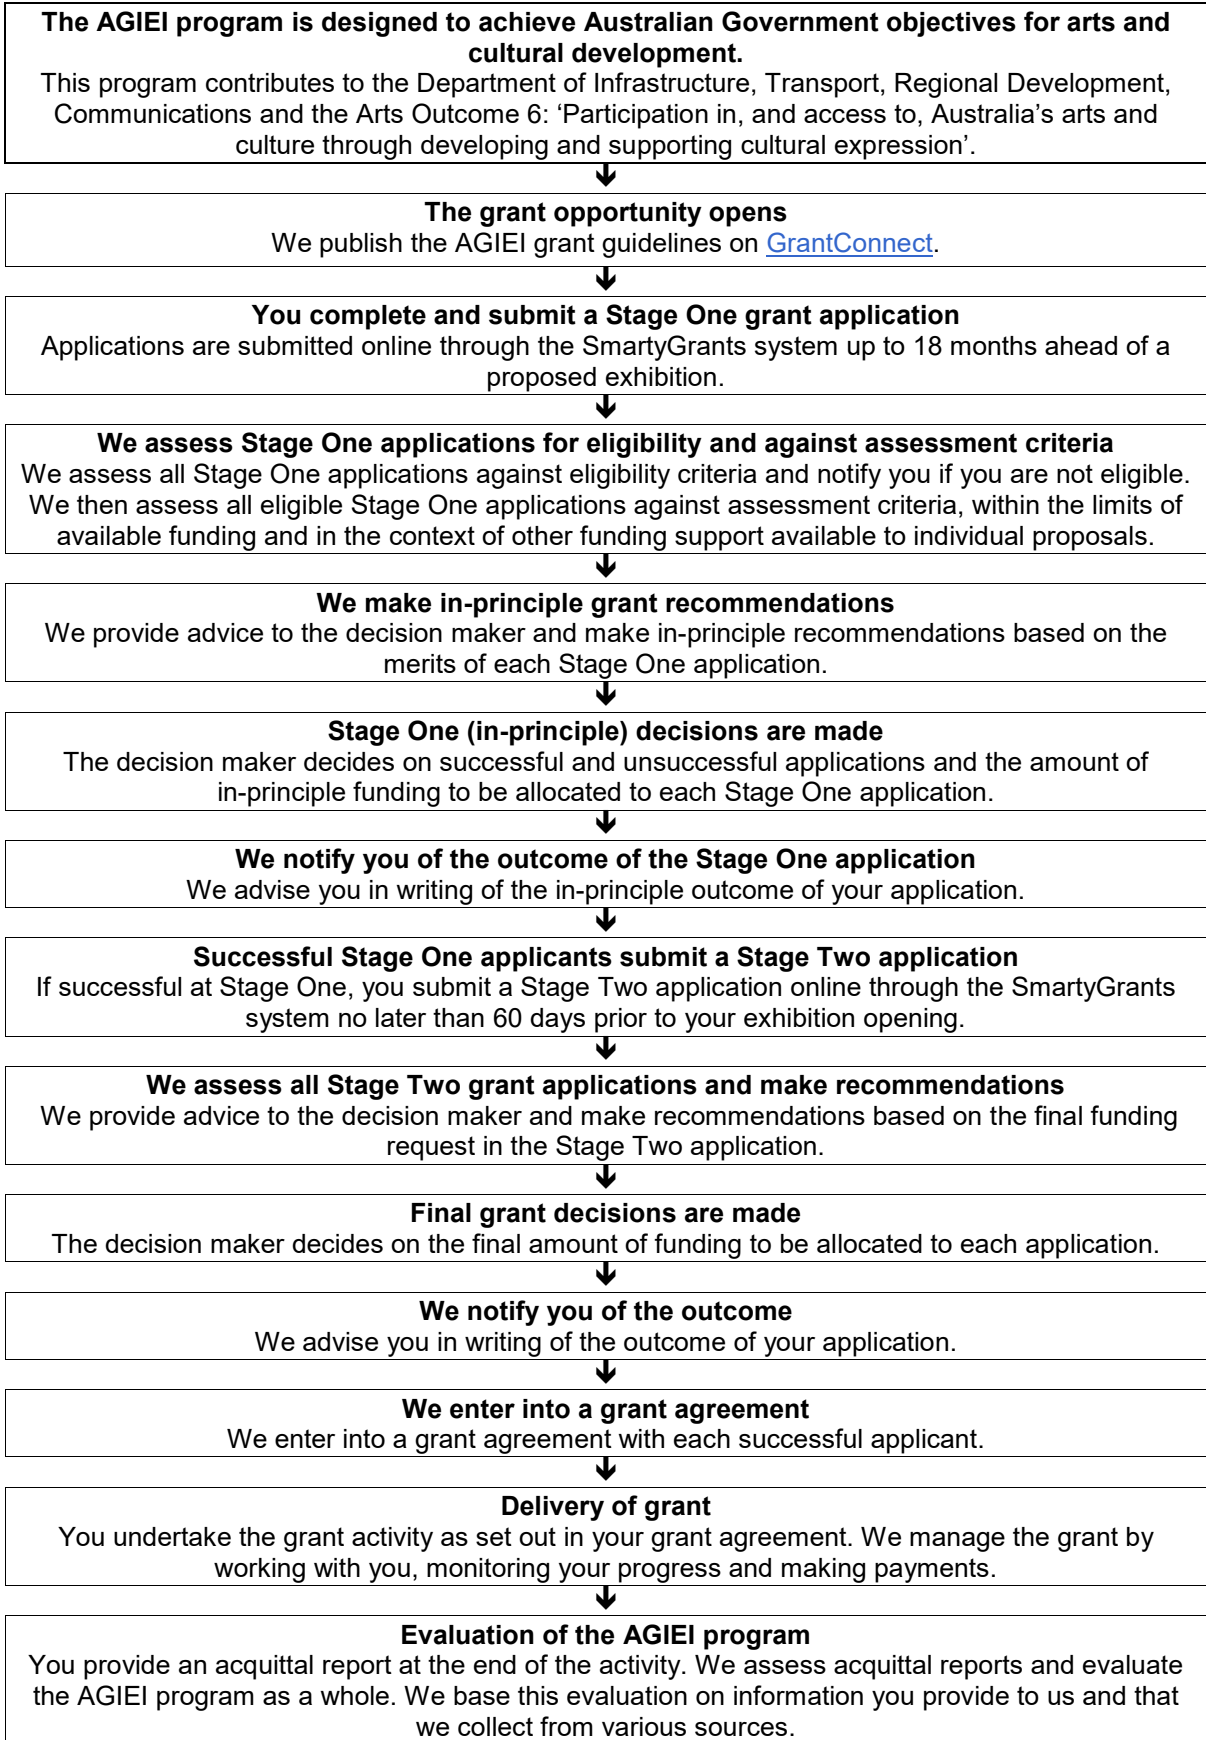 The AGIEI program is designed to achieve Australian Government objectives for arts and
cultural development.
This program contributes to the Department of Infrastructure, Transport, Regional Development,
Communications and the Arts Outcome 6: ‘Participation in, and access to, Australia’s arts and
culture through developing and supporting cultural expression’.
The grant opportunity opens
We publish the AGIEI grant guidelines on GrantConnect.
You complete and submit a Stage One grant application
Applications are submitted online through the SmartyGrants system up to 18 months ahead of a
proposed exhibition.
We assess Stage One applications for eligibility and against assessment criteria
We assess all Stage One applications against eligibility criteria and notify you if you are not eligible.
We then assess all eligible Stage One applications against assessment criteria, within the limits of
available funding and in the context of other funding support available to individual proposals.
We make in-principle grant recommendations
We provide advice to the decision maker and make in-principle recommendations based on the
merits of each Stage One application.
Stage One (in-principle) decisions are made
The decision maker decides on successful and unsuccessful applications and the amount of
in-principle funding to be allocated to each Stage One application.
We notify you of the outcome of the Stage One application
We advise you in writing of the in-principle outcome of your application.
Successful Stage One applicants submit a Stage Two application
If successful at Stage One, you submit a Stage Two application online through the SmartyGrants
system no later than 60 days prior to your exhibition opening.
We assess all Stage Two grant applications and make recommendations
We provide advice to the decision maker and make recommendations based on the final funding
request in the Stage Two application.
Final grant decisions are made
The decision maker decides on the final amount of funding to be allocated to each application.
We notify you of the outcome
We advise you in writing of the outcome of your application.
We enter into a grant agreement
We enter into a grant agreement with each successful applicant.
Delivery of grant
You undertake the grant activity as set out in your grant agreement. We manage the grant by
working with you, monitoring your progress and making payments.
Evaluation of the AGIEI program
You provide an acquittal report at the end of the activity. We assess acquittal reports and evaluate
the AGIEI program as a whole. We base this evaluation on information you provide to us and that
we collect from various sources.